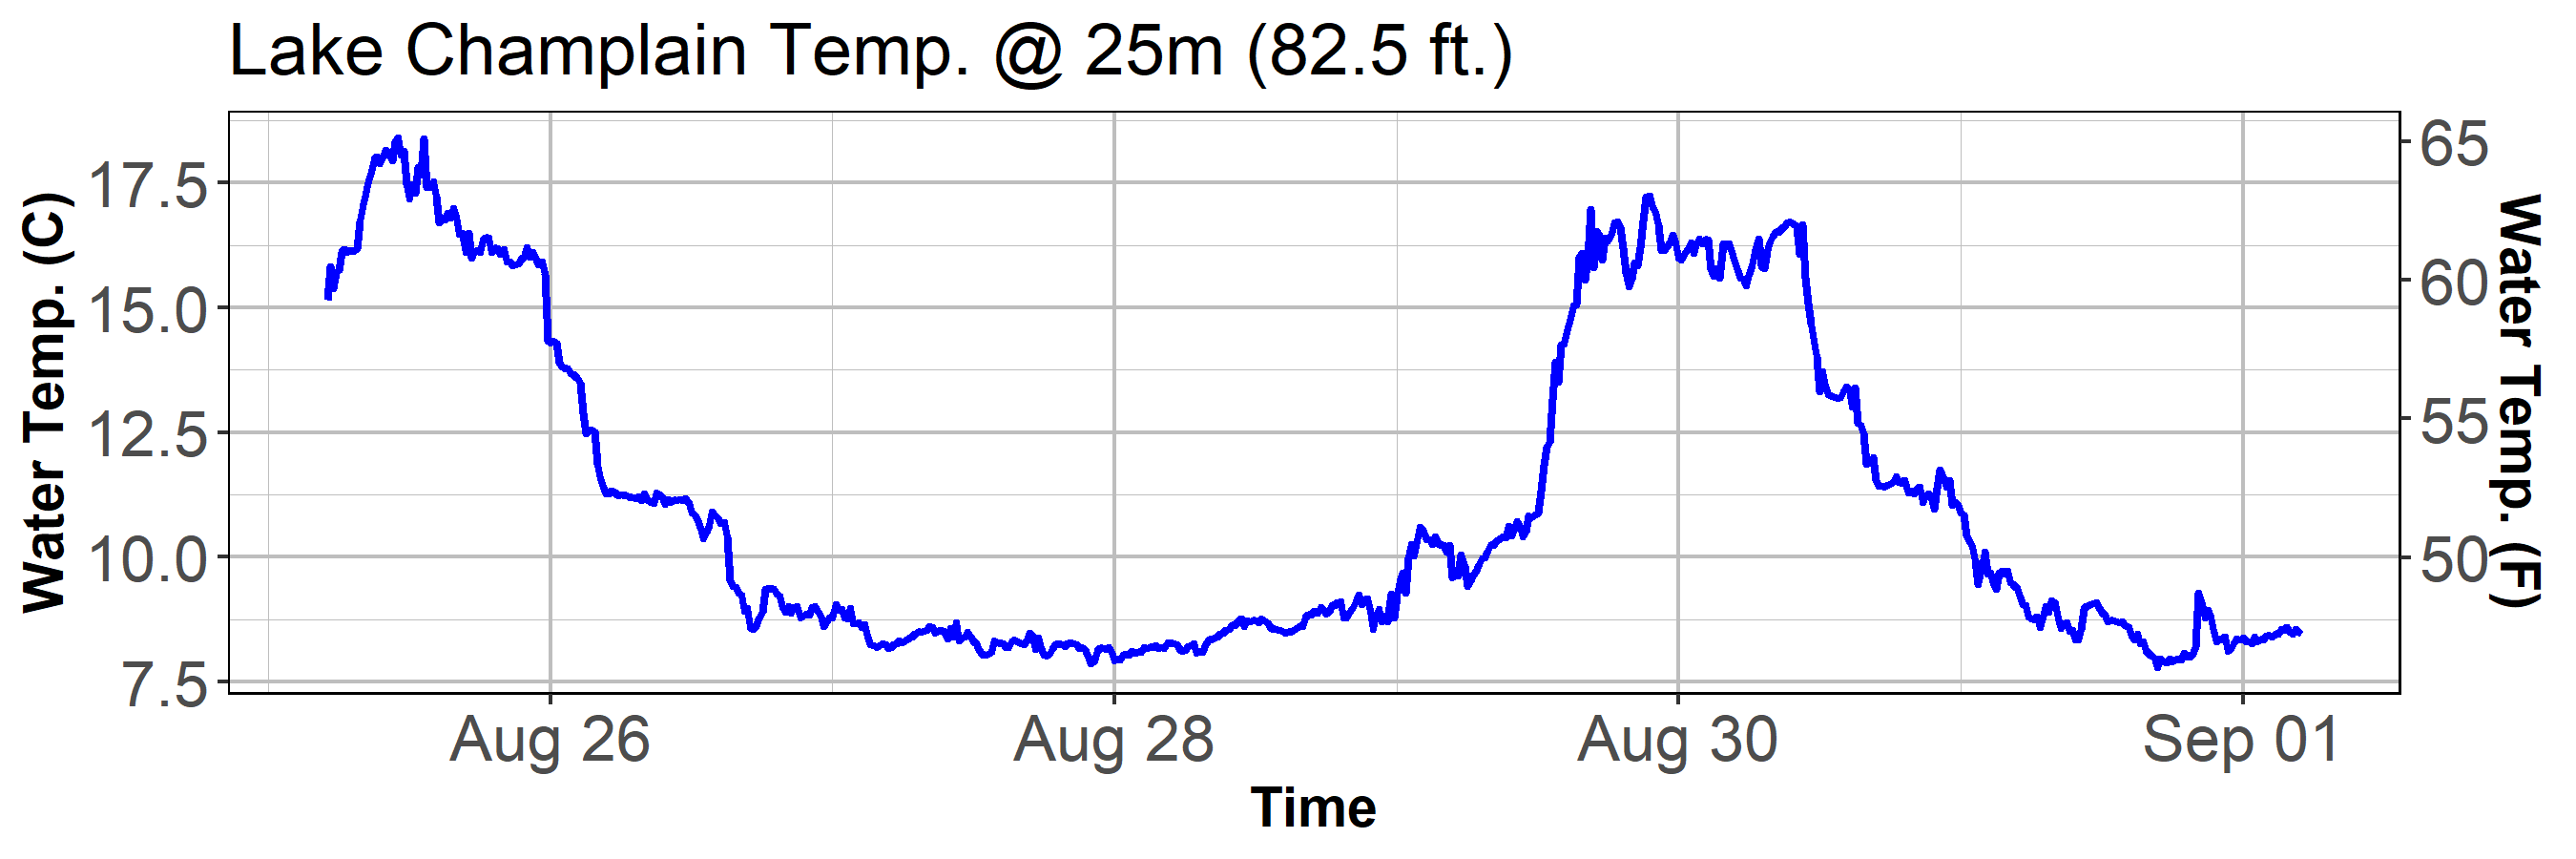 Lake Champlain Temp. @ 25m (82.5 ft.)
Water Temp. (C)
17.5
15.0
12.5
10.0
7.5
65
60
55
50
Water Temp. (F)
Aug 26
Aug 28
Aug 30
Sep 01
Time